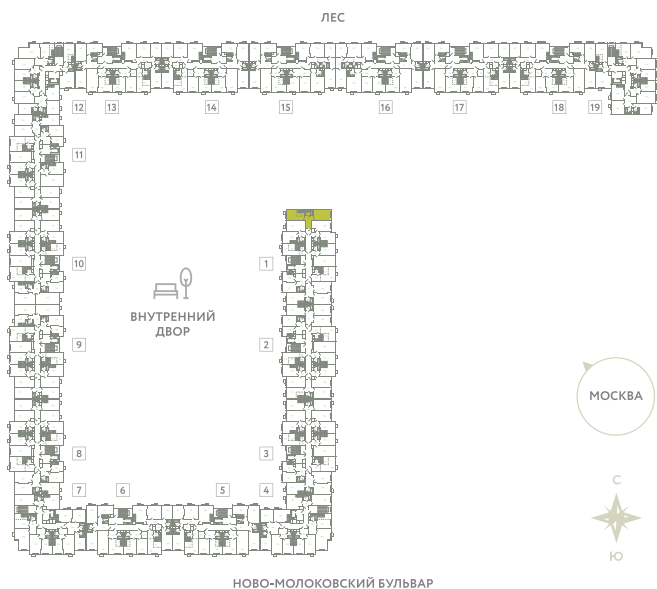 ЛЕС
12 13 14 15 16 17 18 19
11
10 1
ВНУТРЕННИЙ
ДВОР
9 2
МОСКВА
8 3
7 6 5 4
С
Ю
НОВО-МОЛОКОВСКИЙ БУЛЬВАР